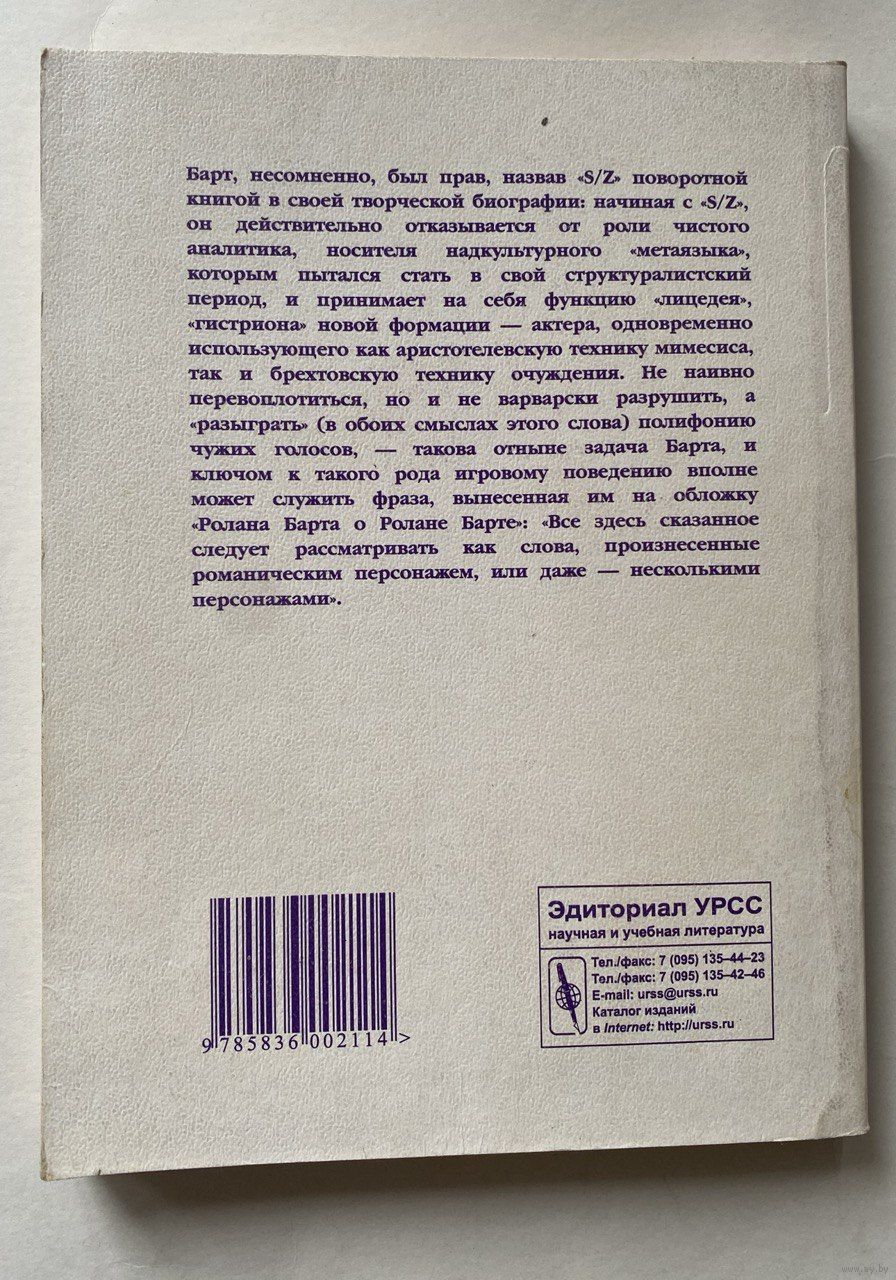 Барт, несомненно, был прав, назвав «S/Z» поворотной
книгой в своей творческой биографии: начиная с «S/Z»,
он действительно отказывается от роли чистого
аналитика, носителя надкультурного «метаязыка»,
которым пытался стать в свой структуралистский
период, и принимает на себя функцию «лицедея»,
«гистриона» новой формации — актера, одновременно
использующего как аристотелевскую технику мимесиса,
так и брехтовскую технику очуждения. Не наивно
перевоплотиться, но и не варварски разрушить, а
«разыграть» (в обоих смыслах этого слова) полифонию
чужих голосов, — такова отныне задача Барта, и
ключом к такого рода игровому поведению вполне
может служить фраза, вынесенная им на обложку
«Ролана Барта о Ролане Барте»: «Все здесь сказанное
следует рассматривать как слова, произнесенные
романическим персонажем, или даже — несколькими
персонажами».
9 785836 002114 >
Эдиториал УРСС
научная и учебная литература
Тел./факс: 7 (095) 135–44–23
Тел./факс: 7 (095) 135–42–46
E-mail: urss@urss.ru
Каталог изданий
в Internet: http://urss.ru
www.ay.by